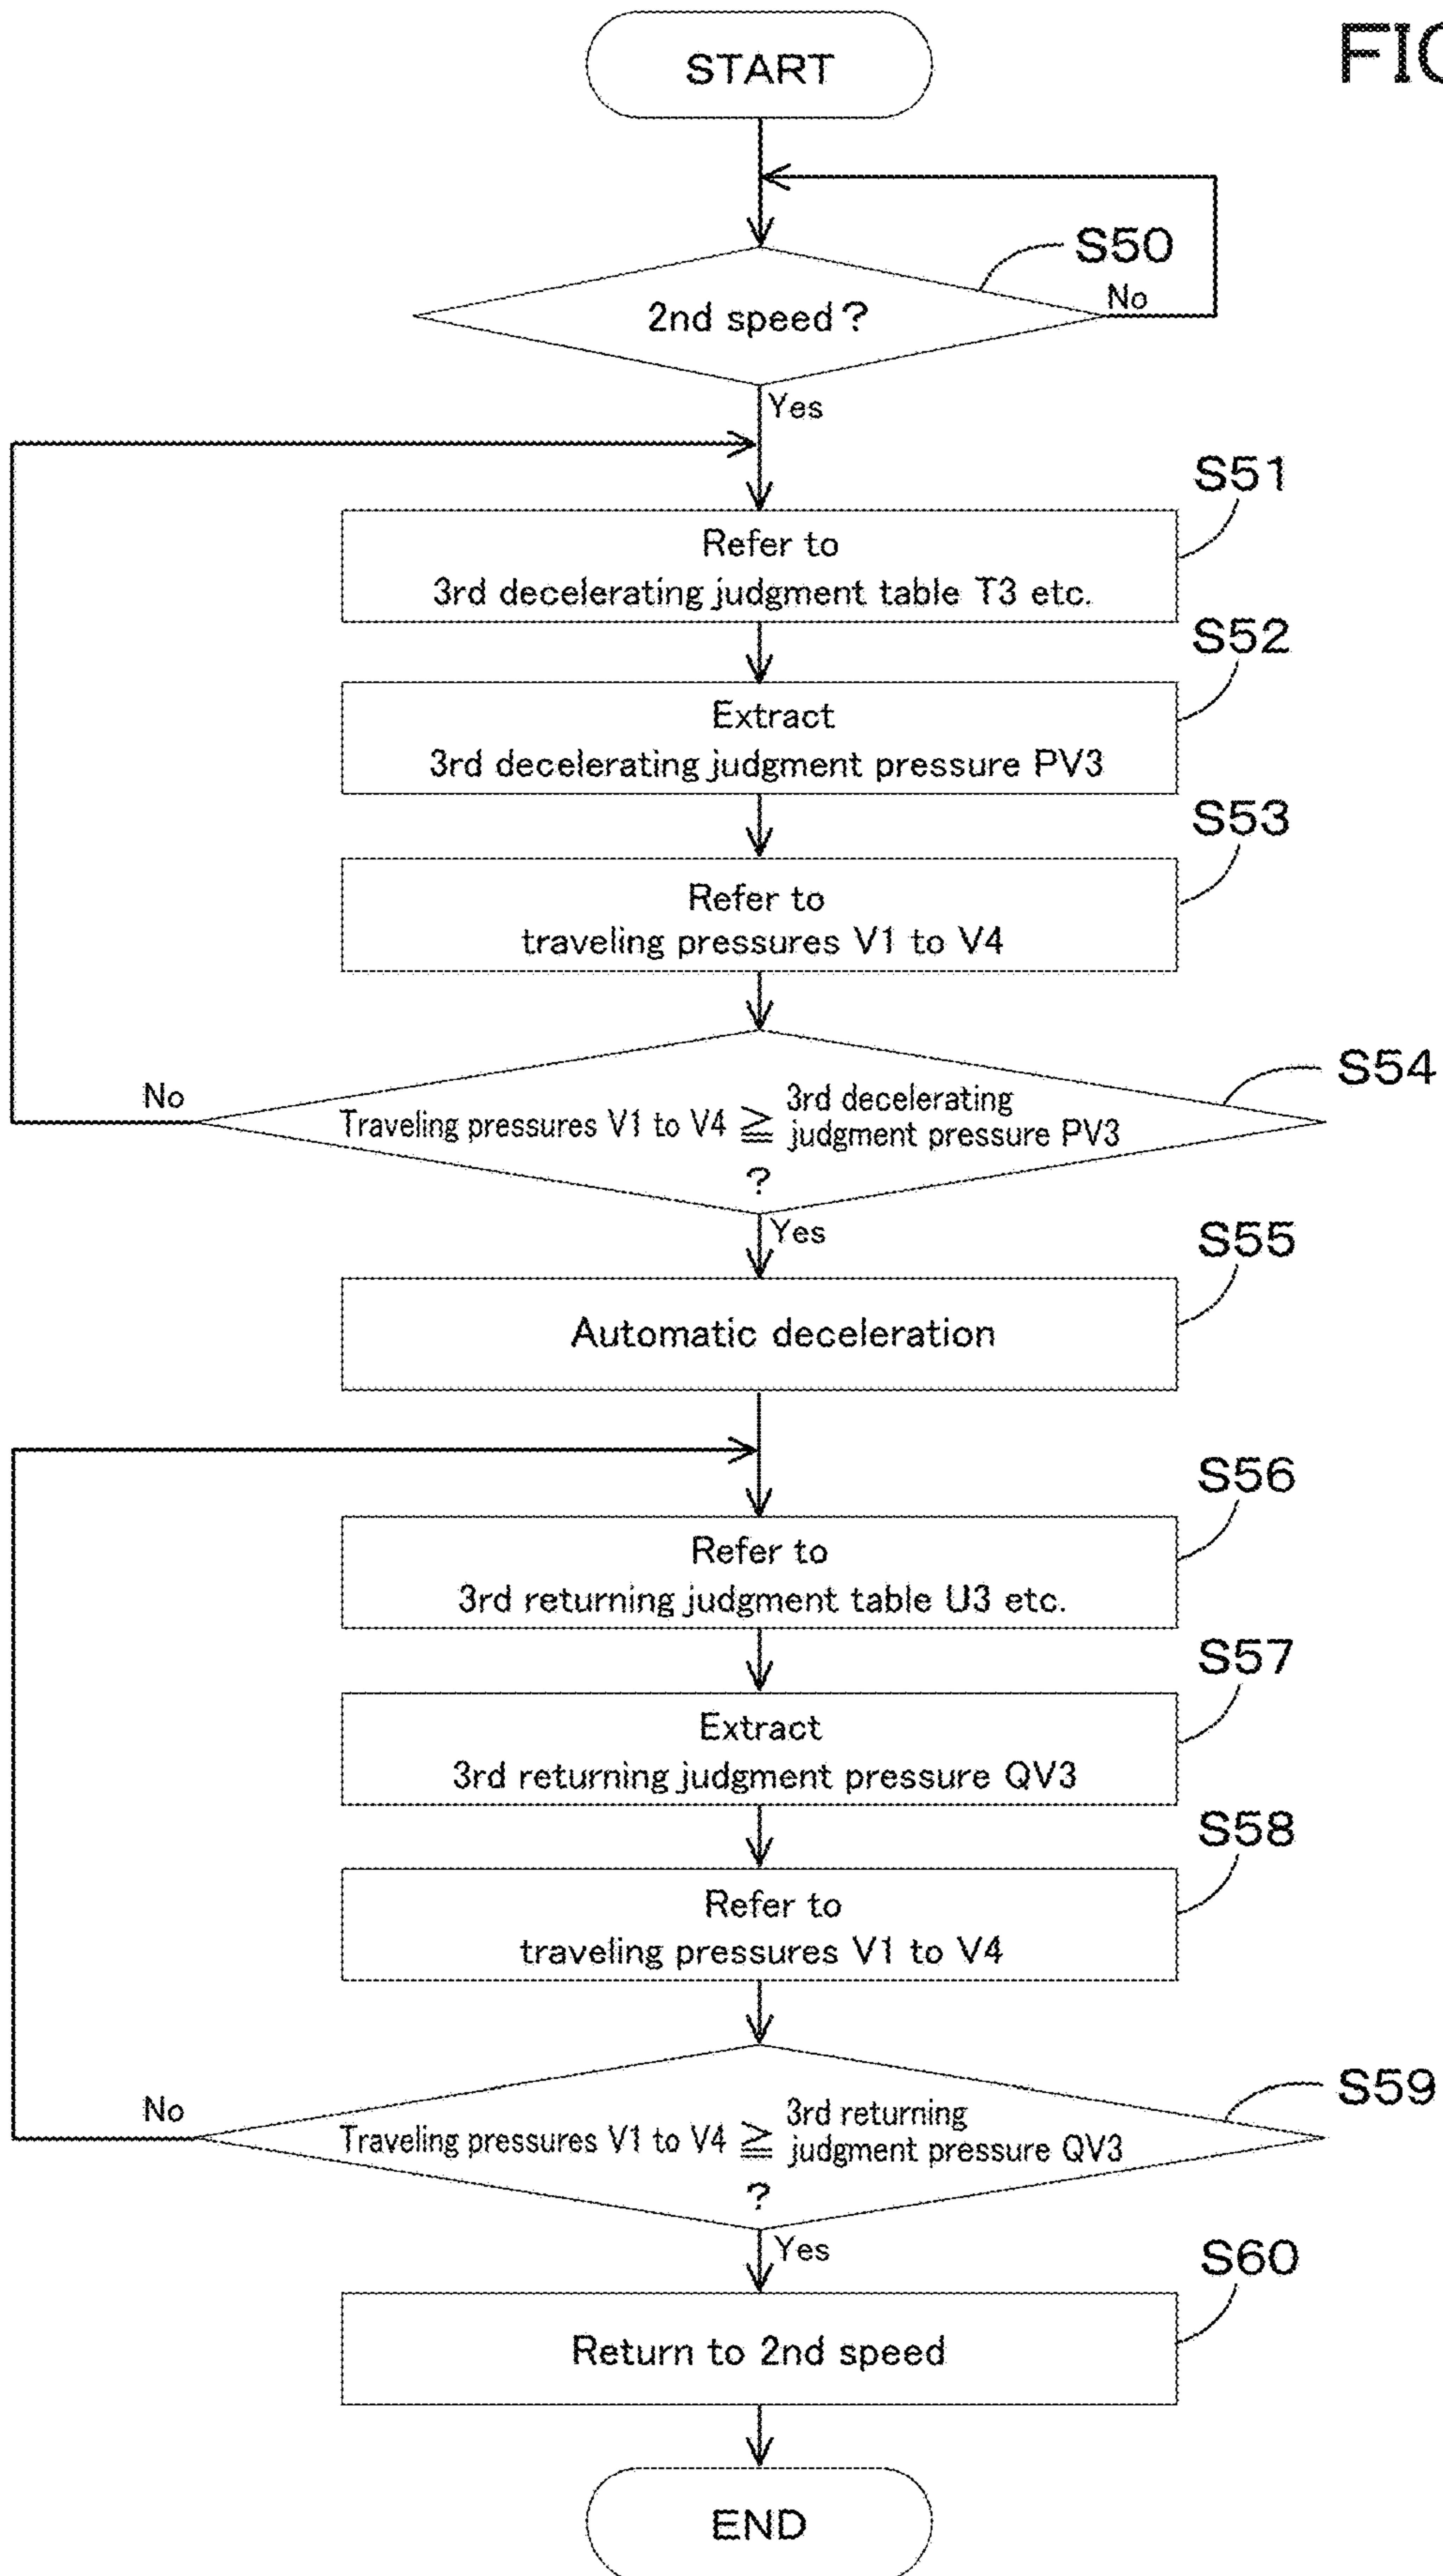 FIG
START
S50
2nd speed?
No
Yes
S51
Refer to
3rd decelerating judgment table T3 etc.
S52
Extract
3rd decelerating judgment pressure PV3
S53
Refer to
traveling pressures V1 to V4
S54
No
Traveling pressures V1 to V4 ≧ 3rd decelerating
judgment pressure PV3
?
Yes
S55
Automatic deceleration
S56
Refer to
3rd returning judgment table U3 etc.
S57
Extract
3rd returning judgment pressure QV3
S58
Refer to
traveling pressures V1 to V4
S59
No
Traveling pressures V1 to V4 ≧ 3rd returning
judgment pressure QV3
?
Yes
S60
Return to 2nd speed
END